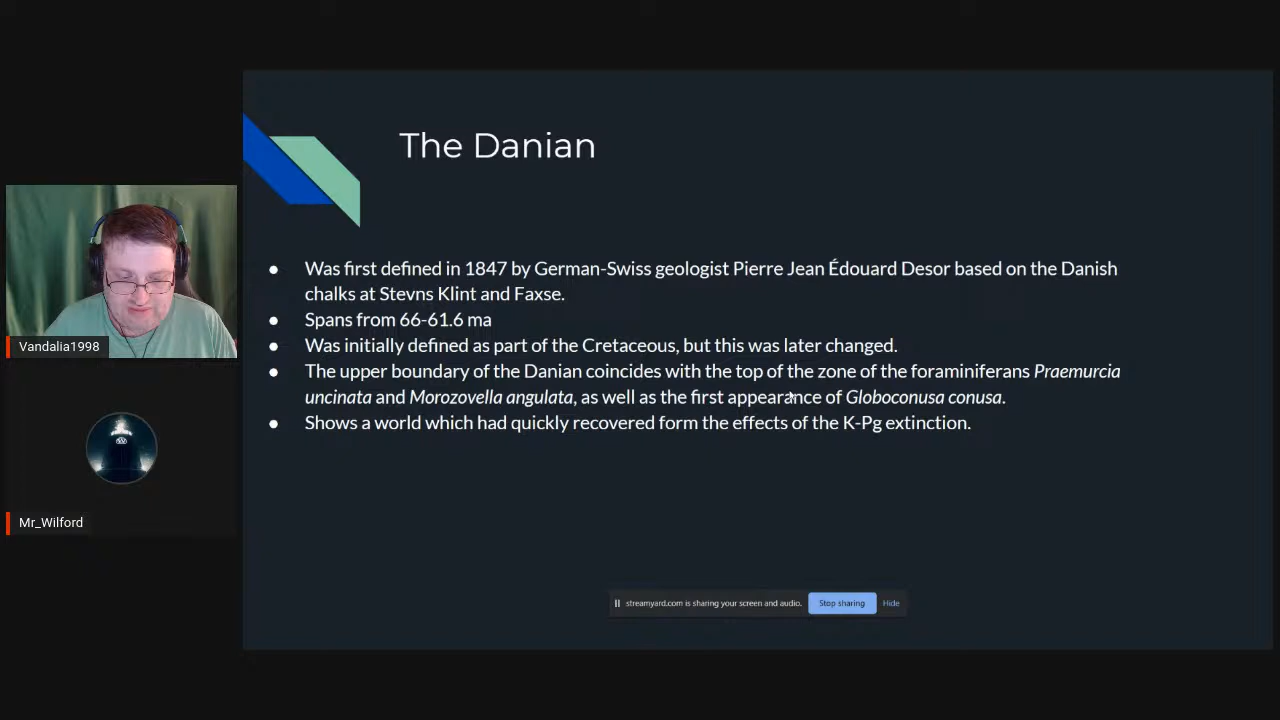 The Danian
Was first defined in 1847 by German-Swiss geologist Pierre Jean Édouard Desor based on the Danish
chalks at Stevns Klint and Faxse.
Spans from 66-61.6 ma
Was initially defined as part of the Cretaceous, but this was later changed.
The upper boundary of the Danian coincides with the top of the zone of the foraminiferans Praemurcia
uncinata and Morozovella angulata, as well as the first appearance of Globoconusa conusa.
Shows a world which had quickly recovered form the effects of the K-Pg extinction.
Vandalia1998
Mr_Wilford
streamyard.com is sharing your screen and audio. Stop sharing Hide